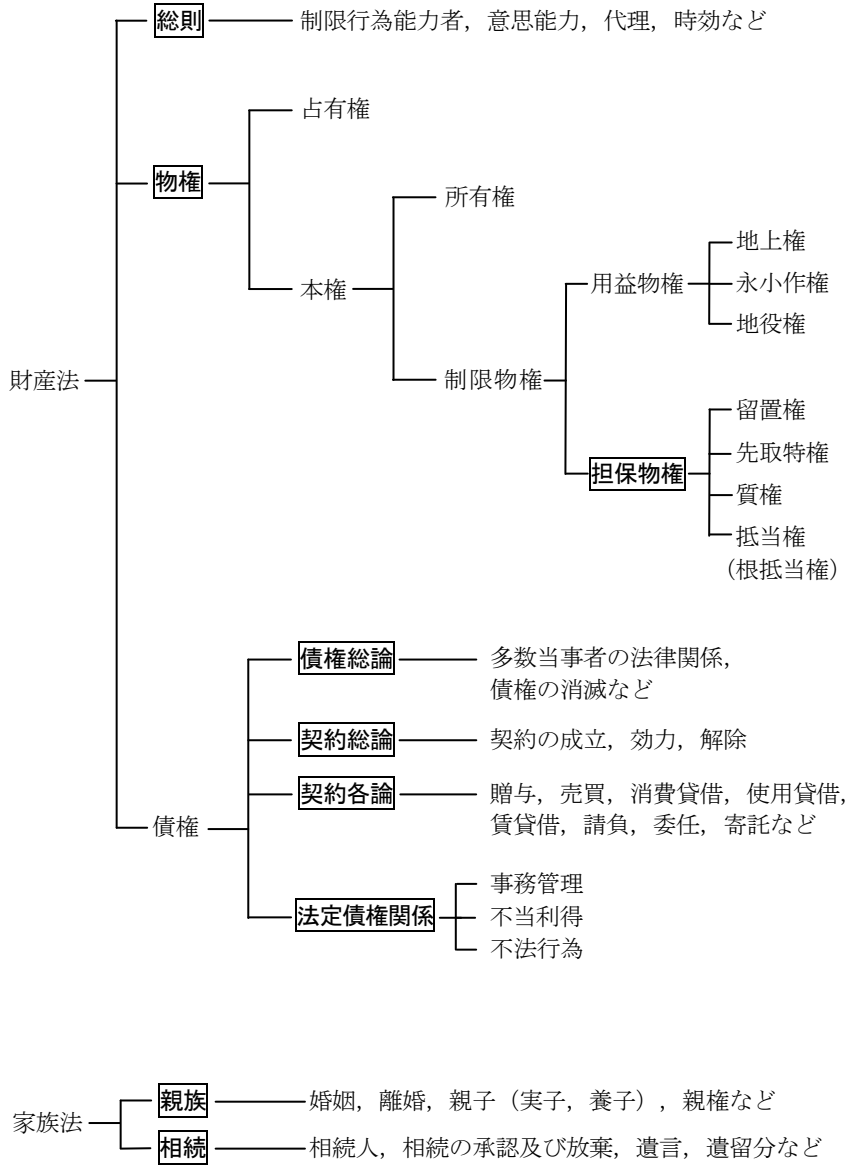 総則
制限行為能力者，意思能力，代理，時効など
占有権
物権
所有権
本権
地上権
用益物権
永小作権
地役権
財産法
制限物権
留置権
先取特権
担保物権
質権
抵当権
（根抵当権）
債権総論
多数当事者の法律関係，
債権の消滅など
契約総論
契約の成立，効力，解除
契約各論
贈与，売買，消費貸借，使用貸借，
賃貸借，請負，委任，寄託など
債権
事務管理
法定債権関係
不当利得
不法行為
親族
婚姻，離婚，親子（実子，養子），親権など
家族法
相続
相続人，相続の承認及び放棄，遺言，遺留分など